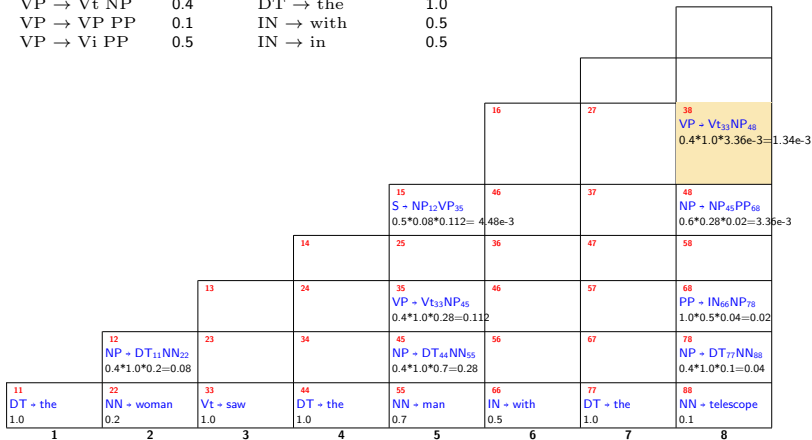 VP → Vt NP 0.4 DT → the 1.0
VP → VP PP 0.1 IN → with 0.5
VP → Vi PP 0.5 IN → in 0.5
16 27 38
VP → Vt33NP48
0.4*1.0*3.36e-3=1.34e-3
15 46 37 48
S → NP12VP35 NP → NP45PP68
0.5*0.08*0.112= 4.48e-3 0.6*0.28*0.02=3.36e-3
14 25 36 47 58
13 24 35 46 57 68
VP → Vt33NP45 PP → IN66NP78
0.4*1.0*0.28=0.112 1.0*0.5*0.04=0.02
12 23 34 45 56 67 78
NP → DT11NN22 NP → DT44NN55 NP → DT77NN88
0.4*1.0*0.2=0.08 0.4*1.0*0.7=0.28 0.4*1.0*0.1=0.04
11 22 33 44 55 66 77 88
DT → the NN → woman Vt → saw DT → the NN → man IN → with DT → the NN → telescope
1.0 0.2 1.0 1.0 0.7 0.5 1.0 0.1
1 2 3 4 5 6 7 8